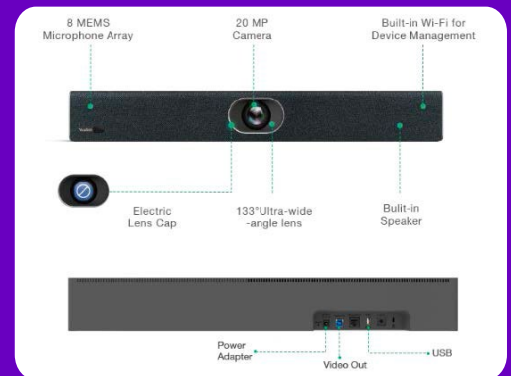 8 MEMS
Microphone Array
20 MP
Camera
Built-in Wi-Fi for
Device Management
Electric
Lens Cap
133°Ultra-wide
-angle lens
Bulit-in
Speaker
Power
Adapter
Video Out
USB